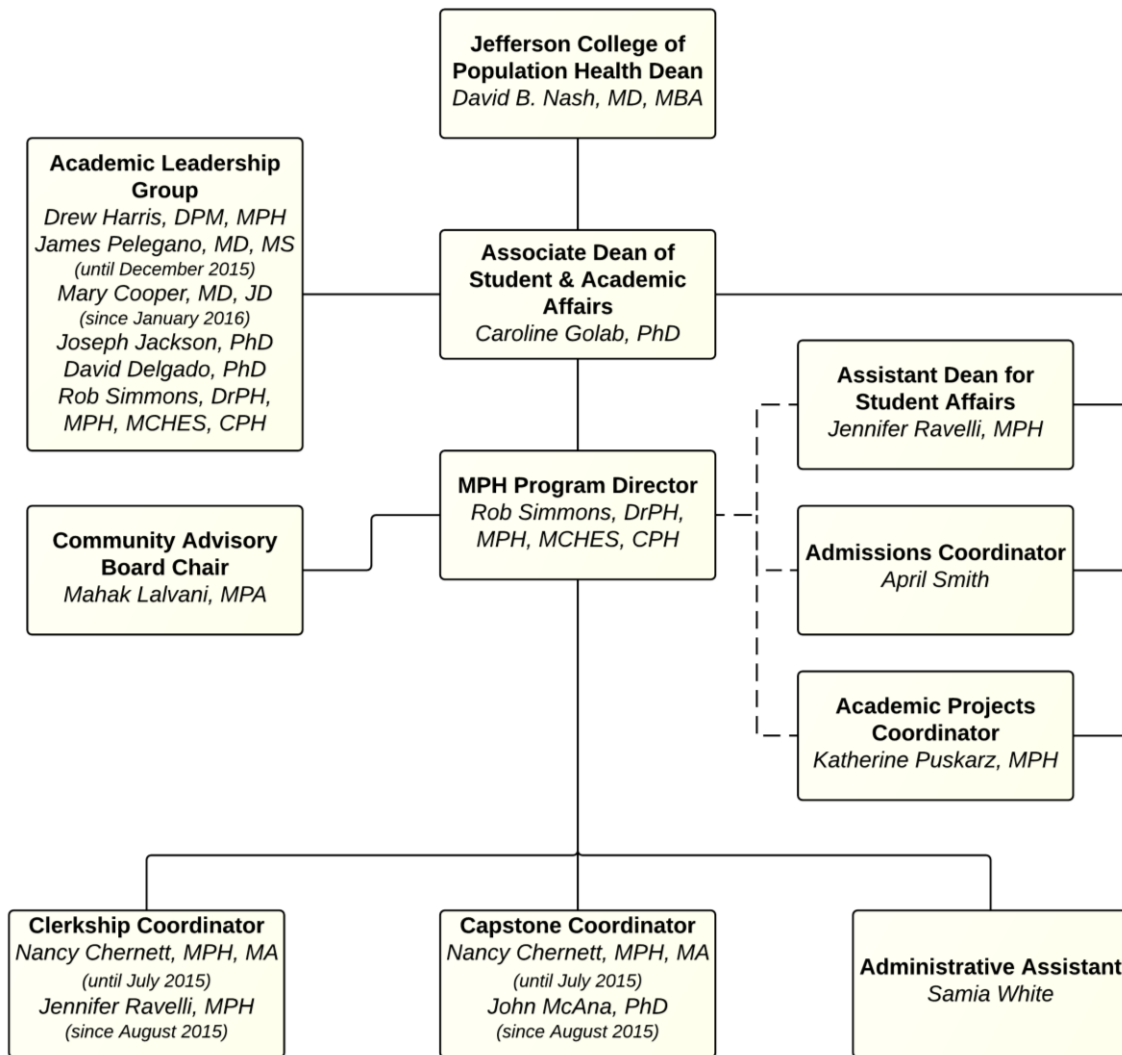 Jefferson College of
Population Health Dean
David B. Nash, MD, MBA
Academic Leadership
Group
Drew Harris, DPM, MPH
James Pelegano, MD, MS
(until December 2015)
Mary Cooper, MD, JD
(since January 2016)
Joseph Jackson, PhD
David Delgado, PhD
Rob Simmons, DrPH,
MPH, MCHES, CPH
Associate Dean of
Student & Academic
Affairs
Caroline Golab, PhD
Assistant Dean for
Student Affairs
Jennifer Ravelli, MPH
MPH Program Director
Rob Simmons, DrPH,
MPH, MCHES, CPH
Community Advisory
Board Chair
Mahak Lalvani, MPA
Admissions Coordinator
April Smith
Academic Projects
Coordinator
Katherine Puskarz, MPH
Clerkship Coordinator
Nancy Chernett, MPH, MA
(until July 2015)
Jennifer Ravelli, MPH
(since August 2015)
Capstone Coordinator
Nancy Chernett, MPH, MA
(until July 2015)
John McAna, PhD
(since August 2015)
Administrative Assistant
Samia White